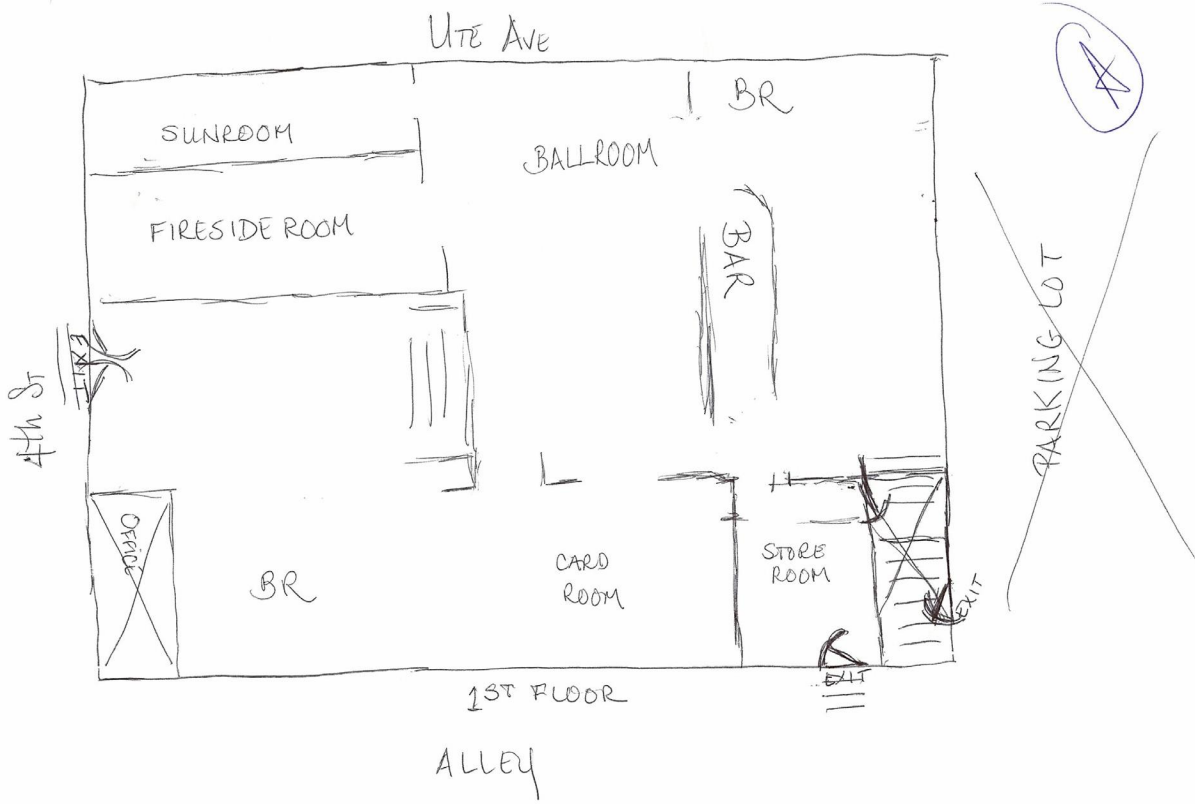 UTE AVE
A
BR
SUNROOM
BALLROOM
FIRESIDE ROOM
BAR
PARKING LOT
EXIT
4th ST
OFFICE
BR
CARD
ROOM
STORE
ROOM
EXIT
EXIT
1ST FLOOR
ALLEY